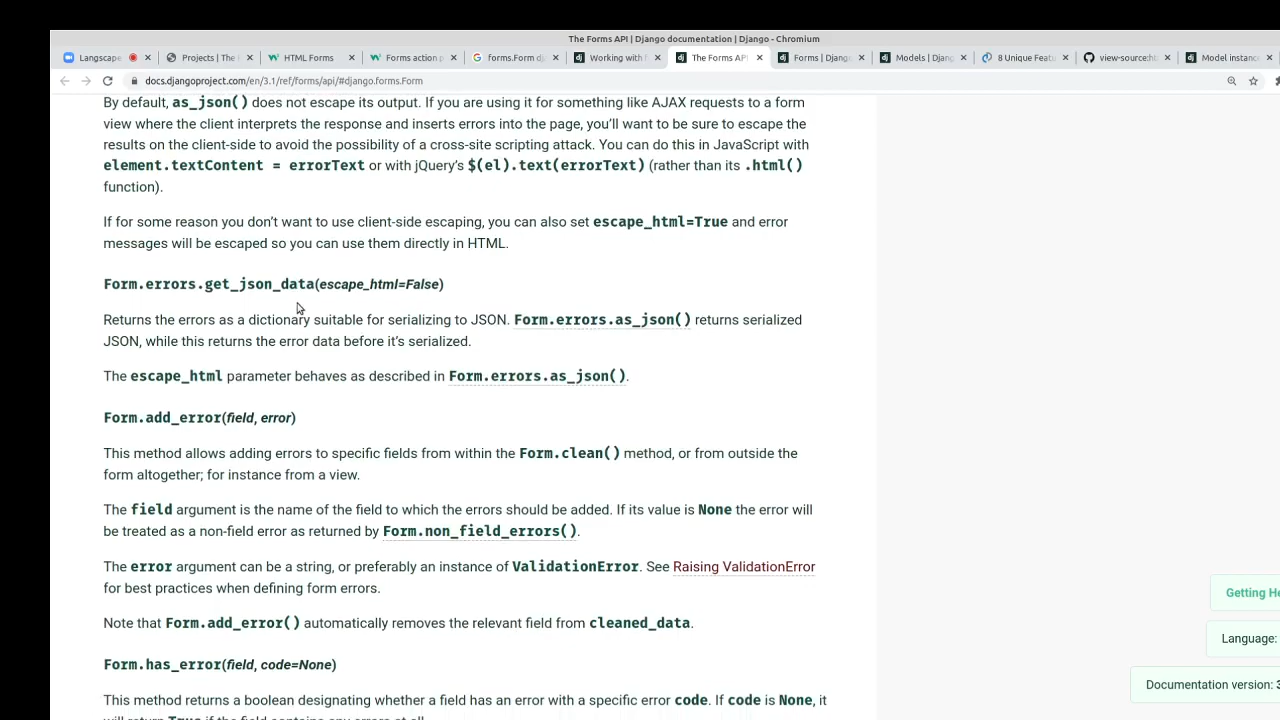 The Forms API | Django documentation | Django - Chromium
Langscape
Projects | The
HTML Forms
Forms action p
forms.Form dj
Working with f
The Forms API
Forms | Django
Models | Djang
8 Unique Featu
view-source:ht
Model instanc
docs.djangoproject.com/en/3.1/ref/forms/api/#django.forms.Form
By default, as_json() does not escape its output. If you are using it for something like AJAX requests to a form
view where the client interprets the response and inserts errors into the page, you'll want to be sure to escape the
results on the client-side to avoid the possibility of a cross-site scripting attack. You can do this in JavaScript with
element.textContent = errorText or with jQuery's $(el).text(errorText) (rather than its .html()
function).
If for some reason you don't want to use client-side escaping, you can also set escape_html=True and error
messages will be escaped so you can use them directly in HTML.
Form.errors.get_json_data(escape_html=False)
Returns the errors as a dictionary suitable for serializing to JSON. Form.errors.as_json() returns serialized
JSON, while this returns the error data before it's serialized.
The escape_html parameter behaves as described in Form.errors.as_json().
Form.add_error(field, error)
This method allows adding errors to specific fields from within the Form.clean() method, or from outside the
form altogether; for instance from a view.
The field argument is the name of the field to which the errors should be added. If its value is None the error will
be treated as a non-field error as returned by Form.non_field_errors().
The error argument can be a string, or preferably an instance of ValidationError. See Raising ValidationError
for best practices when defining form errors.
Note that Form.add_error() automatically removes the relevant field from cleaned_data.
Form.has_error(field, code=None)
This method returns a boolean designating whether a field has an error with a specific error code. If code is None, it
will return True if the field contains any errors at all.
Getting He
Language:
Documentation version: 3